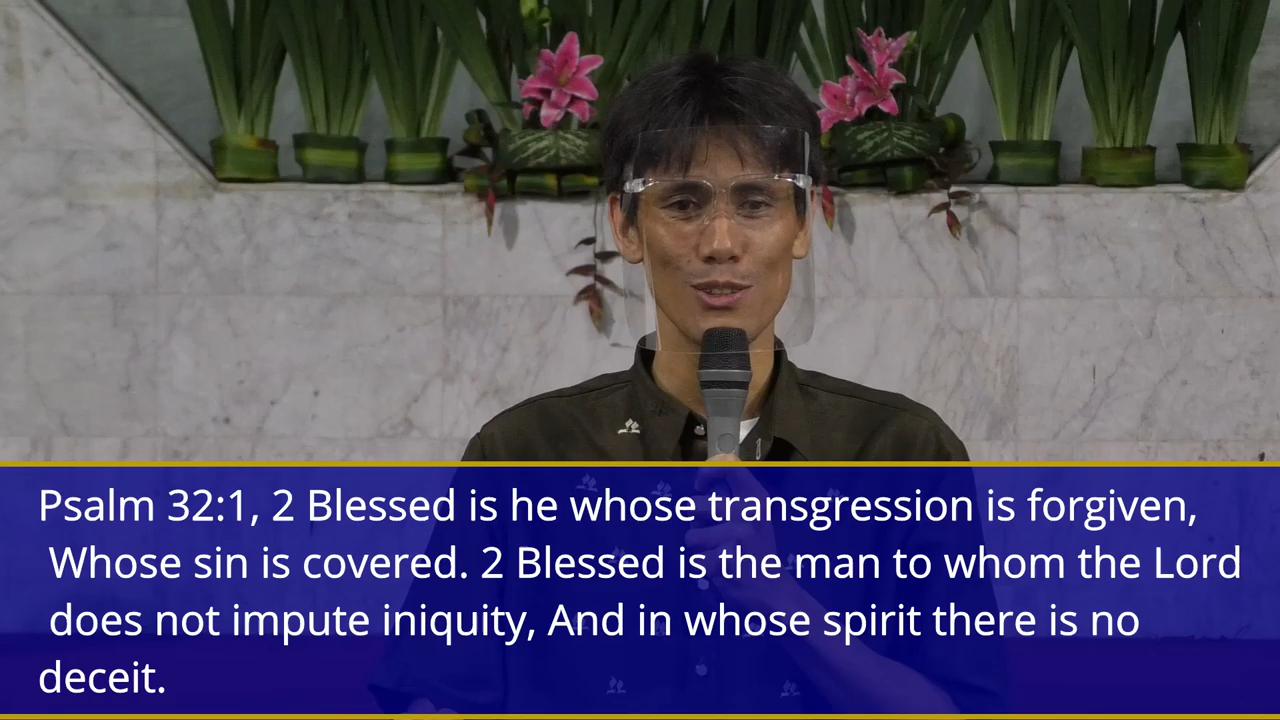 Psalm 32:1, 2 Blessed is he whose transgression is forgiven,
Whose sin is covered. 2 Blessed is the man to whom the Lord
does not impute iniquity, And in whose spirit there is no
deceit.